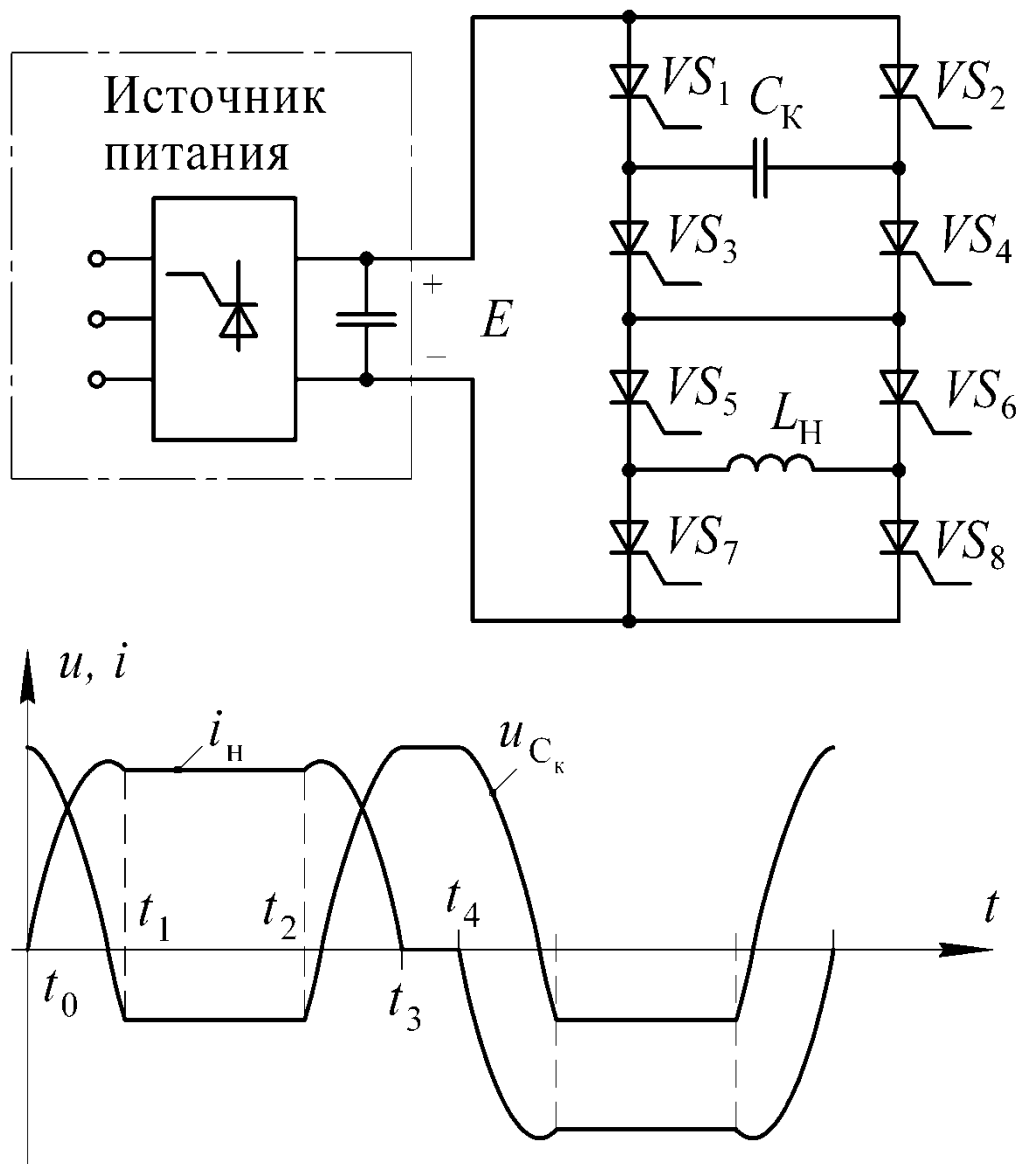 Источник
питания
+
E
−
VS1
VS2
CК
VS3
VS4
VS5
VS6
LН
VS7
VS8
u, i
iн
uCк
t0
t1
t2
t3
t4
t